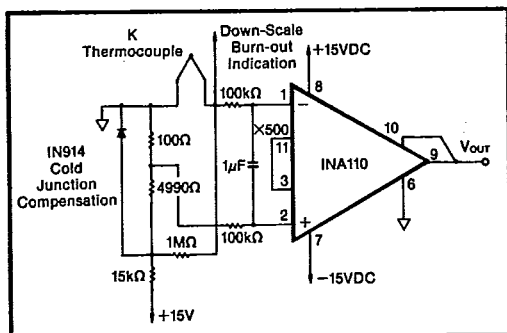 Down-Scale
Burn-out
Indication
K
Thermocouple
+15VDC
100kΩ
1
8
−
×500
11
10
VOUT
9
100Ω
IN914
Cold
Junction
Compensation
1μF
INA110
3
6
4990Ω
2
+
1MΩ
100kΩ
7
15kΩ
−15VDC
+15V